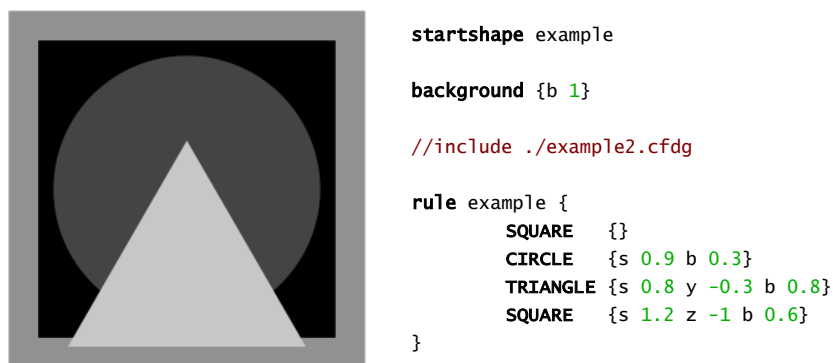 startshape example
background {b 1}
//include ./example2.cfdg
rule example {
SQUARE {}
CIRCLE {s 0.9 b 0.3}
TRIANGLE {s 0.8 y -0.3 b 0.8}
SQUARE {s 1.2 z -1 b 0.6}
}